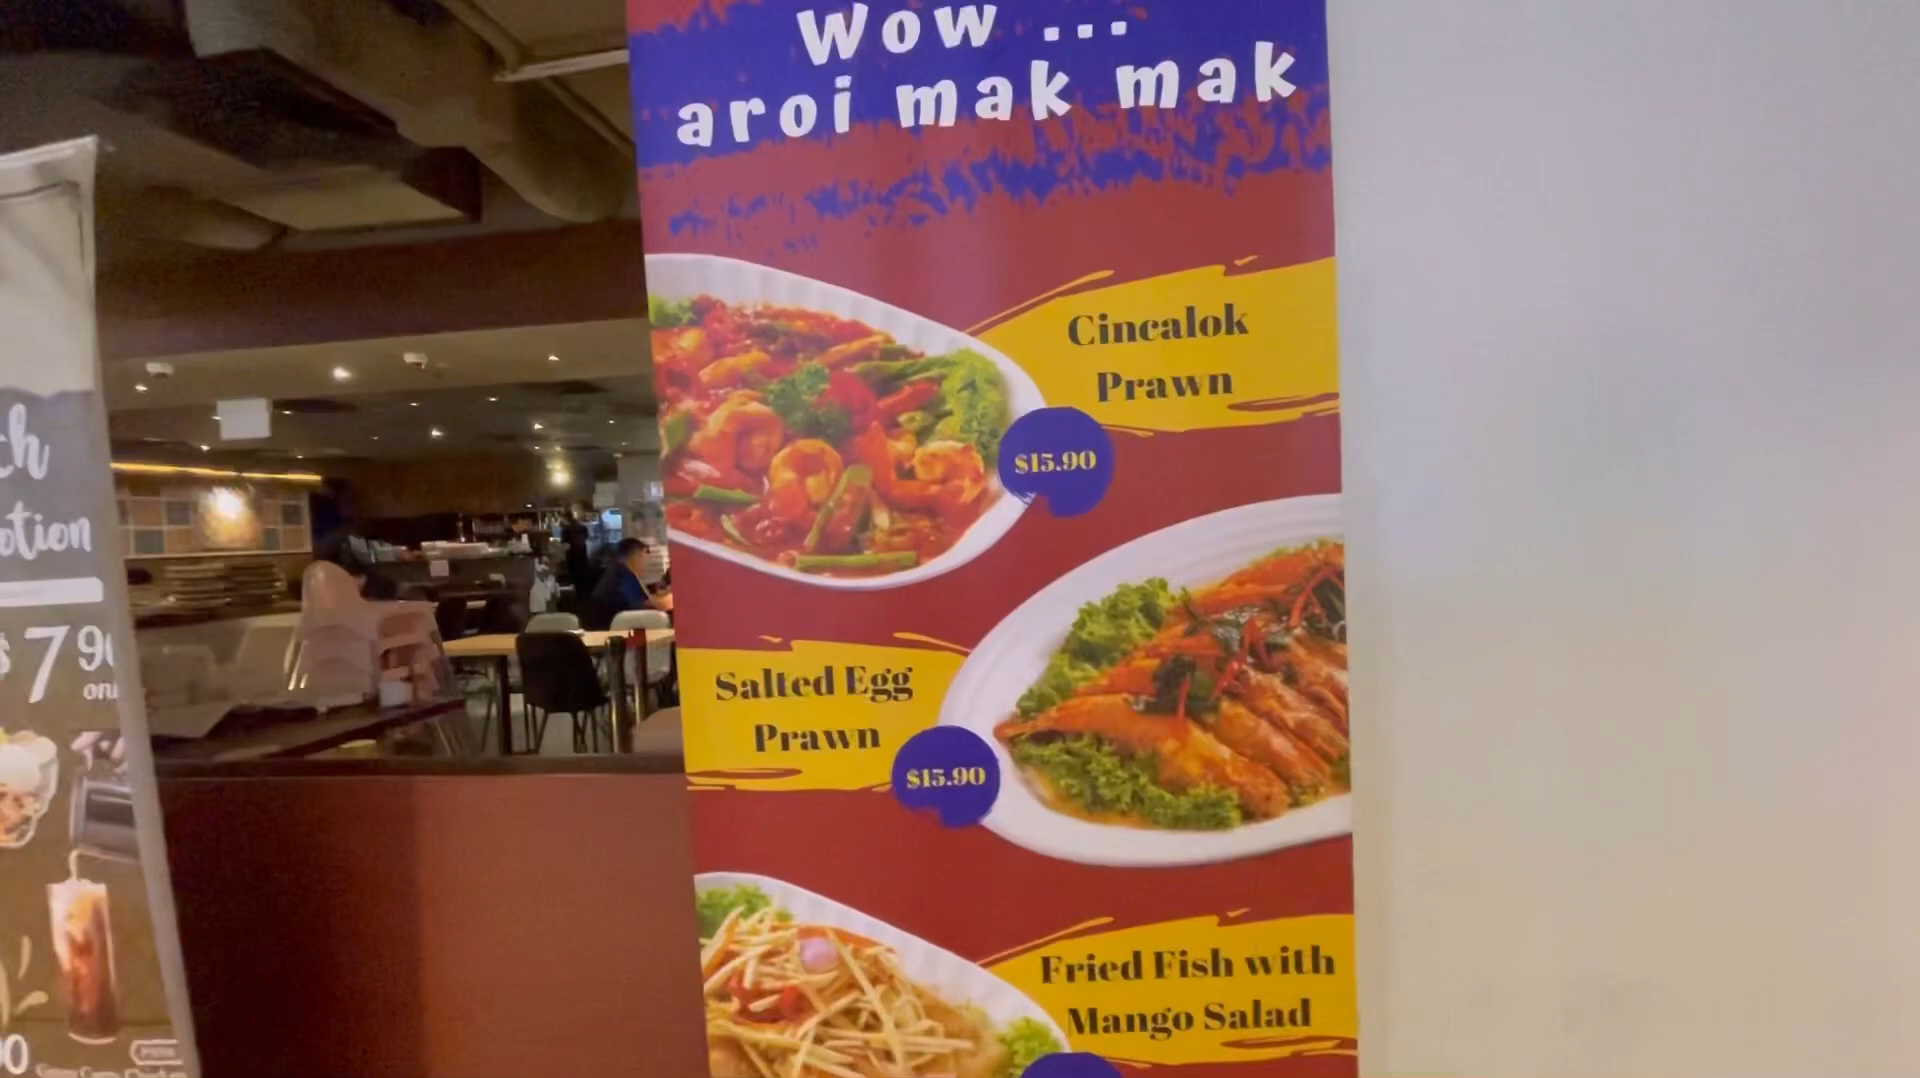 Wow ...
aroi mak mak
Cincalok
Prawn
$15.90
Salted Egg
Prawn
$15.90
Fried Fish with
Mango Salad
$ 7 90